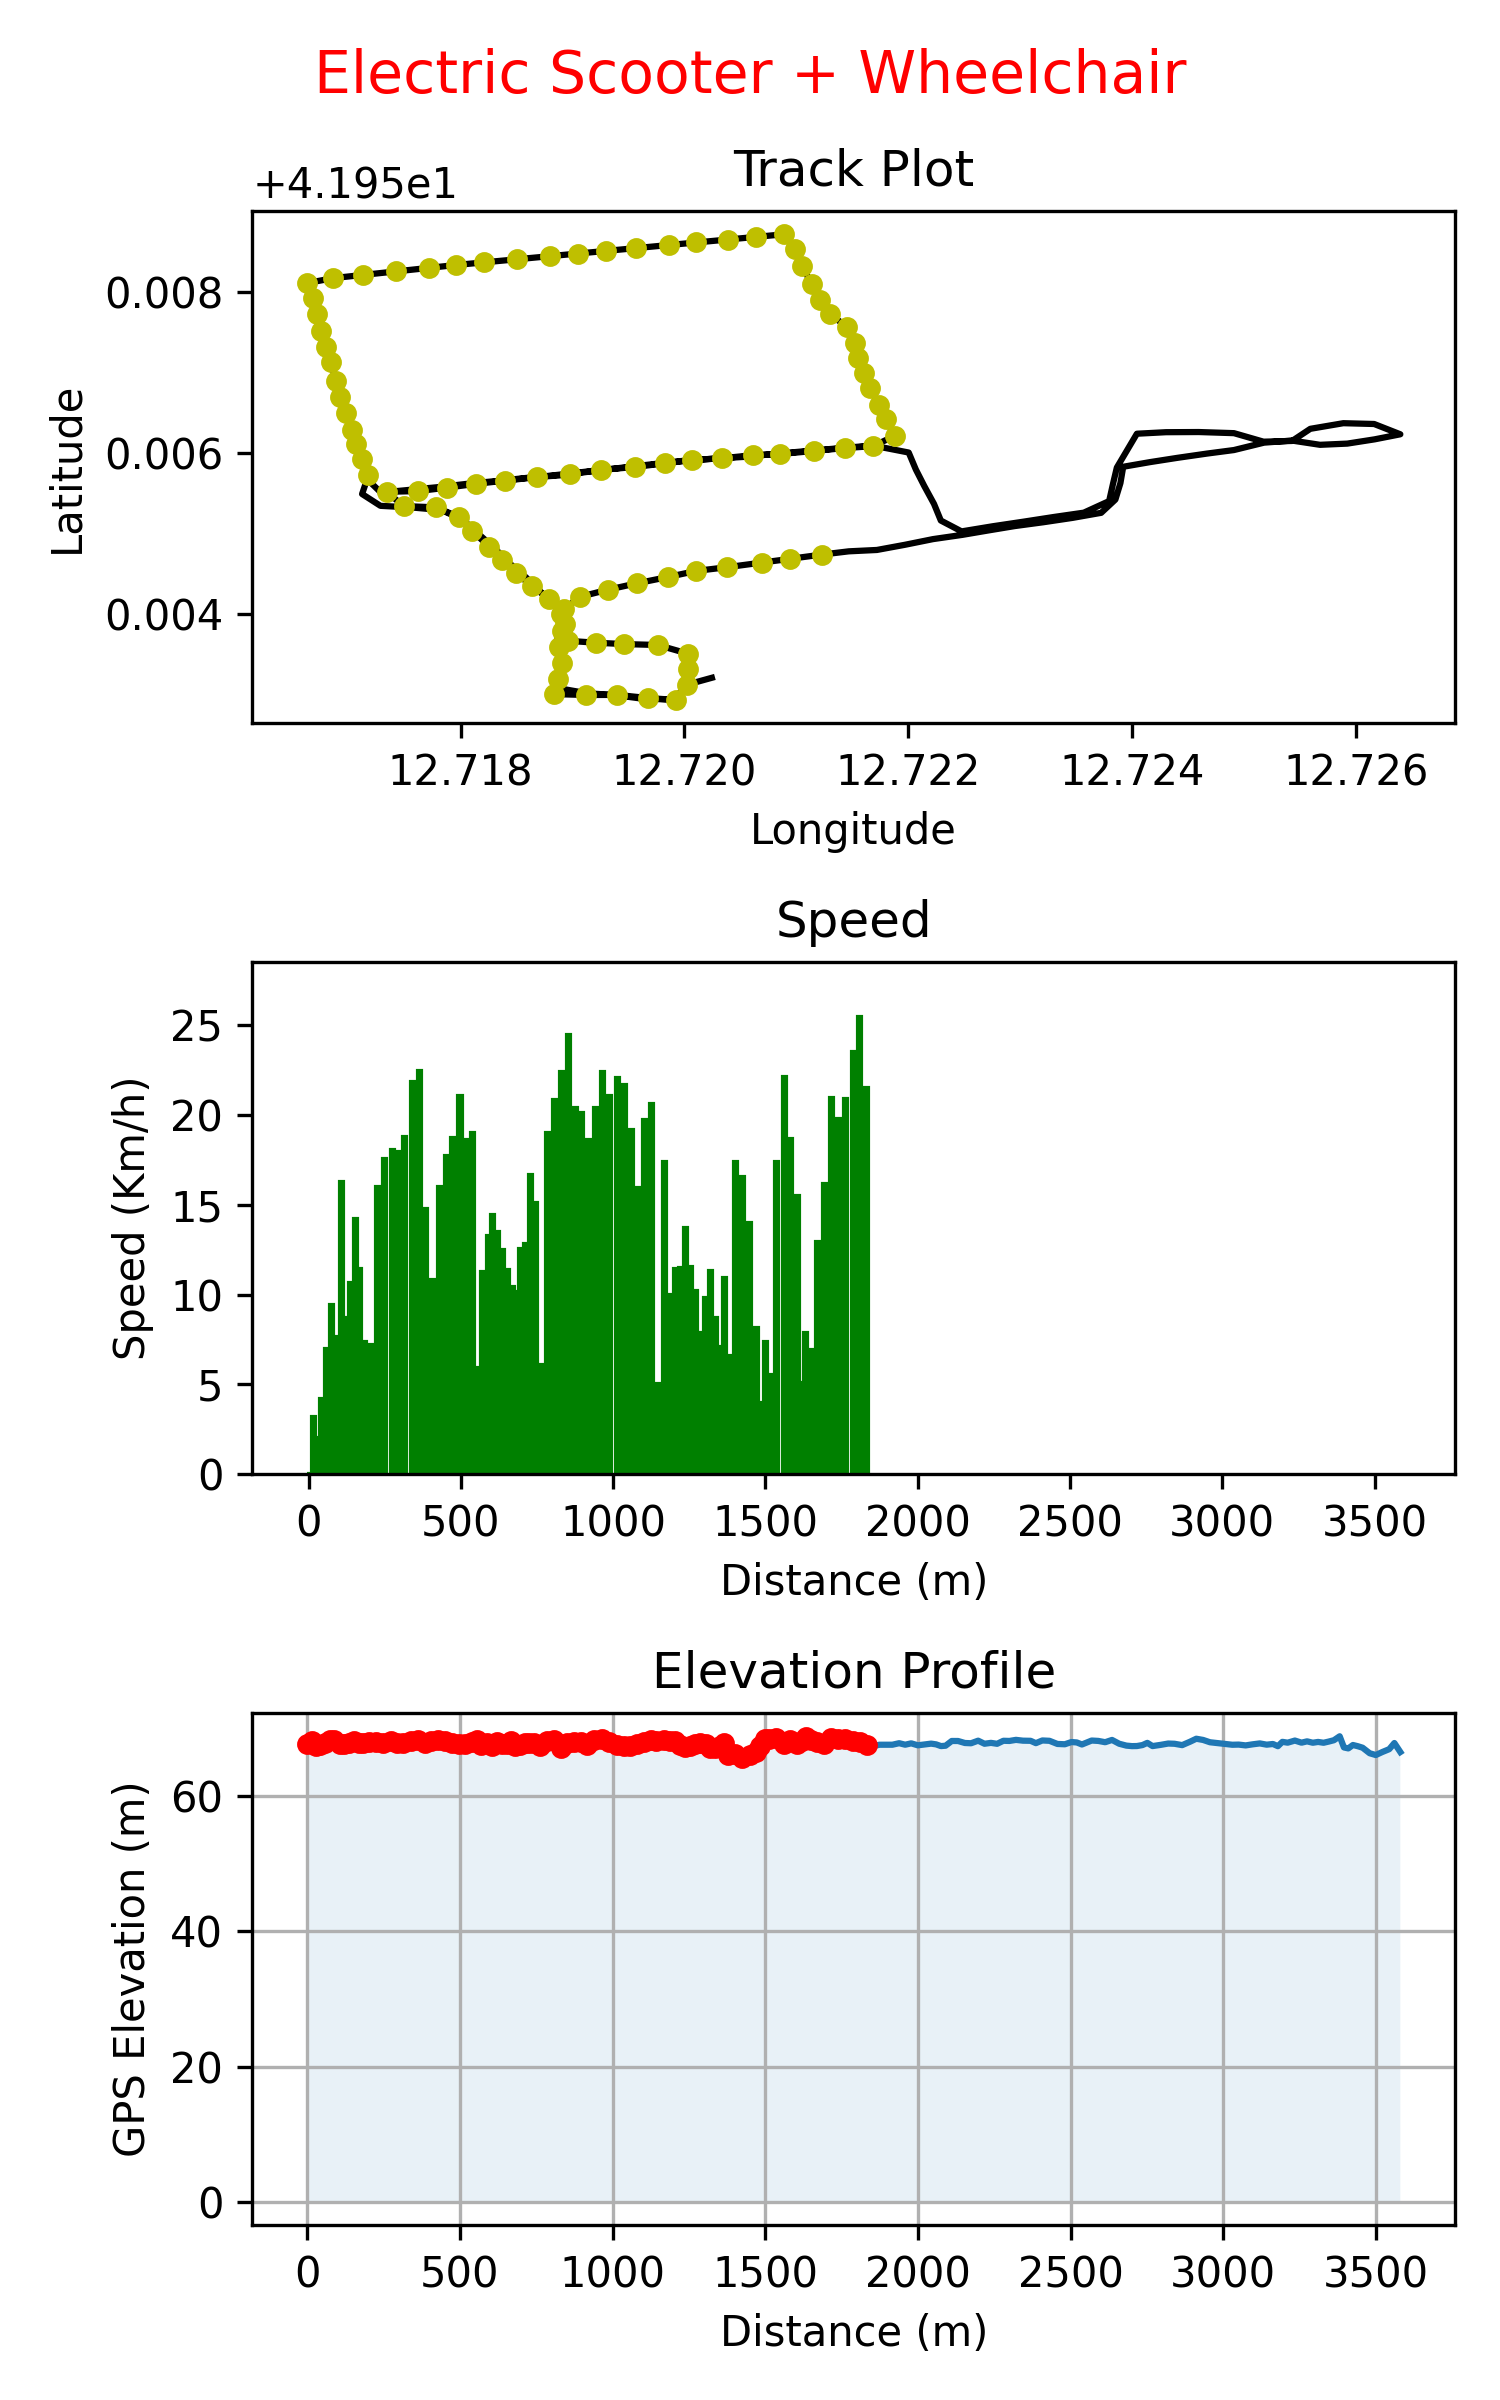 Electric Scooter + Wheelchair
Track Plot
+4.195e1
0.008
0.006
0.004
Latitude
12.718 12.720 12.722 12.724 12.726
Longitude
Speed
25
20
15
10
5
0
Speed (Km/h)
0 500 1000 1500 2000 2500 3000 3500
Distance (m)
Elevation Profile
60
40
20
0
GPS Elevation (m)
0 500 1000 1500 2000 2500 3000 3500
Distance (m)